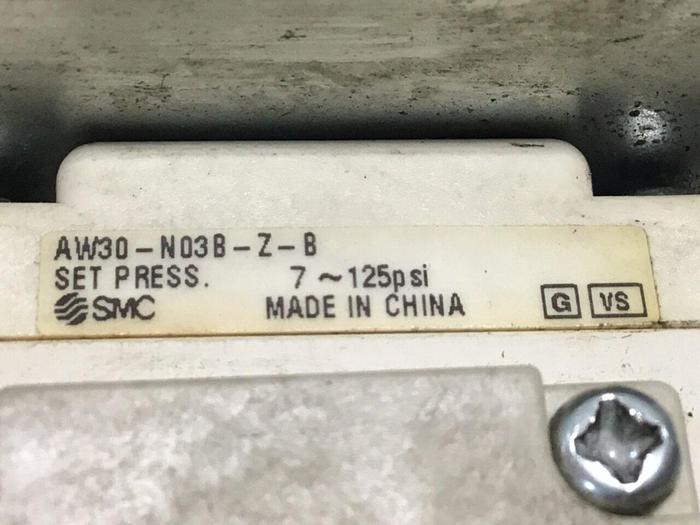 AW30-N03B-Z-B
SET PRESS. 7~125psi
SMC MADE IN CHINA G VS